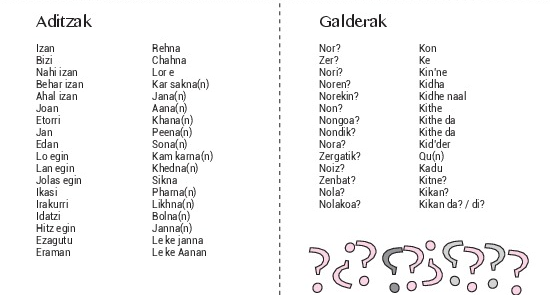 Aditzak
Izan Rehna
Bizi Chahna
Nahi izan Lor e
Behar izan Kar sakna(n)
Ahal izan Jana(n)
Joan Aana(n)
Etorri Khana(n)
Jan Peena(n)
Edan Sona(n)
Lo egin Kam karna(n)
Lan egin Khedna(n)
Jolas egin Sikna
Ikasi Pharna(n)
Irakurri Likhna(n)
Idatzi Bolna(n)
Hitz egin Janna(n)
Ezagutu Le ke janna
Eraman Le ke Aanan
Galderak
Nor? Kon
Zer? Ke
Nori? Kin'ne
Noren? Kidha
Norekin? Kidhe naal
Non? Kithe
Nongoa? Kithe da
Nondik? Kithe da
Nora? Kid'der
Zergatik? Qu(n)
Noiz? Kadu
Zenbat? Kitne?
Nola? Kikan?
Nolakoa? Kikan da? / di?